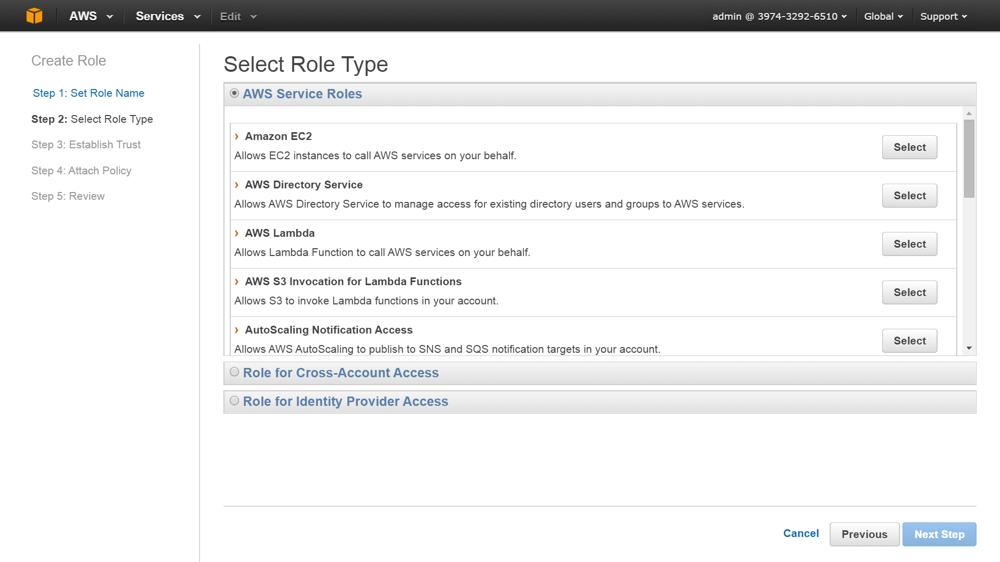 AWS Services Edit admin @ 3974-3292-6510 Global Support
Create Role
Step 1: Set Role Name
Step 2: Select Role Type
Step 3: Establish Trust
Step 4: Attach Policy
Step 5: Review
Select Role Type
AWS Service Roles
Amazon EC2
Allows EC2 instances to call AWS services on your behalf.
Select
AWS Directory Service
Allows AWS Directory Service to manage access for existing directory users and groups to AWS services.
Select
AWS Lambda
Allows Lambda Function to call AWS services on your behalf.
Select
AWS S3 Invocation for Lambda Functions
Allows S3 to invoke Lambda functions in your account.
Select
AutoScaling Notification Access
Allows AWS AutoScaling to publish to SNS and SQS notification targets in your account.
Select
Role for Cross-Account Access
Role for Identity Provider Access
Cancel Previous Next Step